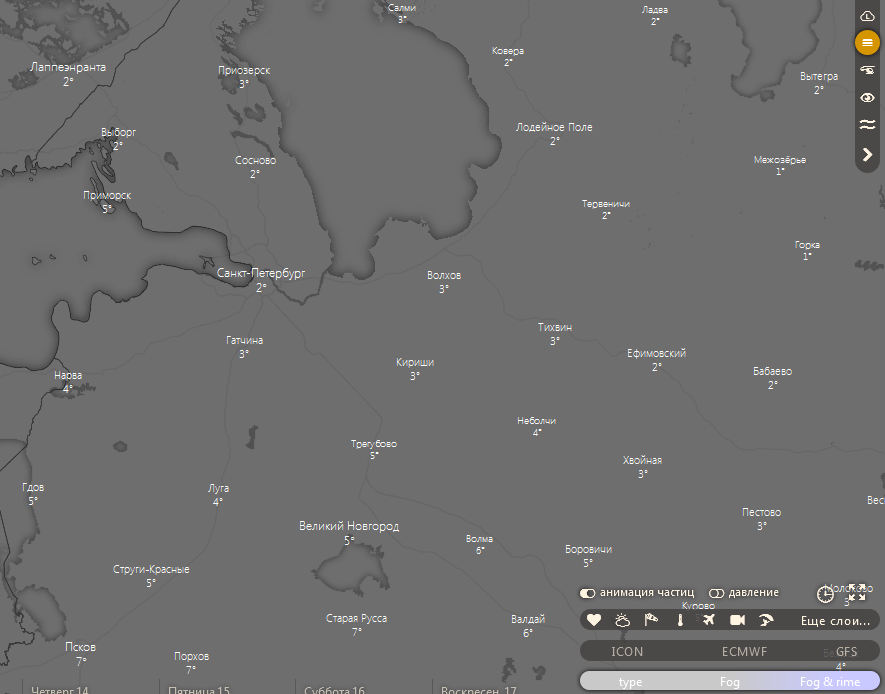 Салми
3°
Ладва
2°
Ковера
2°
Лаппеэнранта
2°
Приозерск
3°
Вытегра
2°
Выборг
2°
Лодейное Поле
2°
Сосново
2°
Межозёрье
1°
Приморск
5°
Тервеничи
2°
Горка
1°
Санкт-Петербург
2°
Волхов
3°
Тихвин
3°
Гатчина
3°
Ефимовский
2°
Кириши
3°
Бабаево
2°
Нарва
4°
Неболчи
4°
Трегубово
5°
Хвойная
3°
Гдов
5°
Луга
4°
Вес
Пестово
3°
Великий Новгород
5°
Волма
6°
Боровичи
5°
Струги-Красные
5°
анимация частиц
давление
3°
Куново
Старая Русса
7°
Валдай
6°
Еще слои...
Псков
7°
Порхов
7°
ICON
ECMWF
GFS
4°
type
Fog
Fog & rime
Четверг 14
Пятница 15
Суббота 16
Воскресен. 17